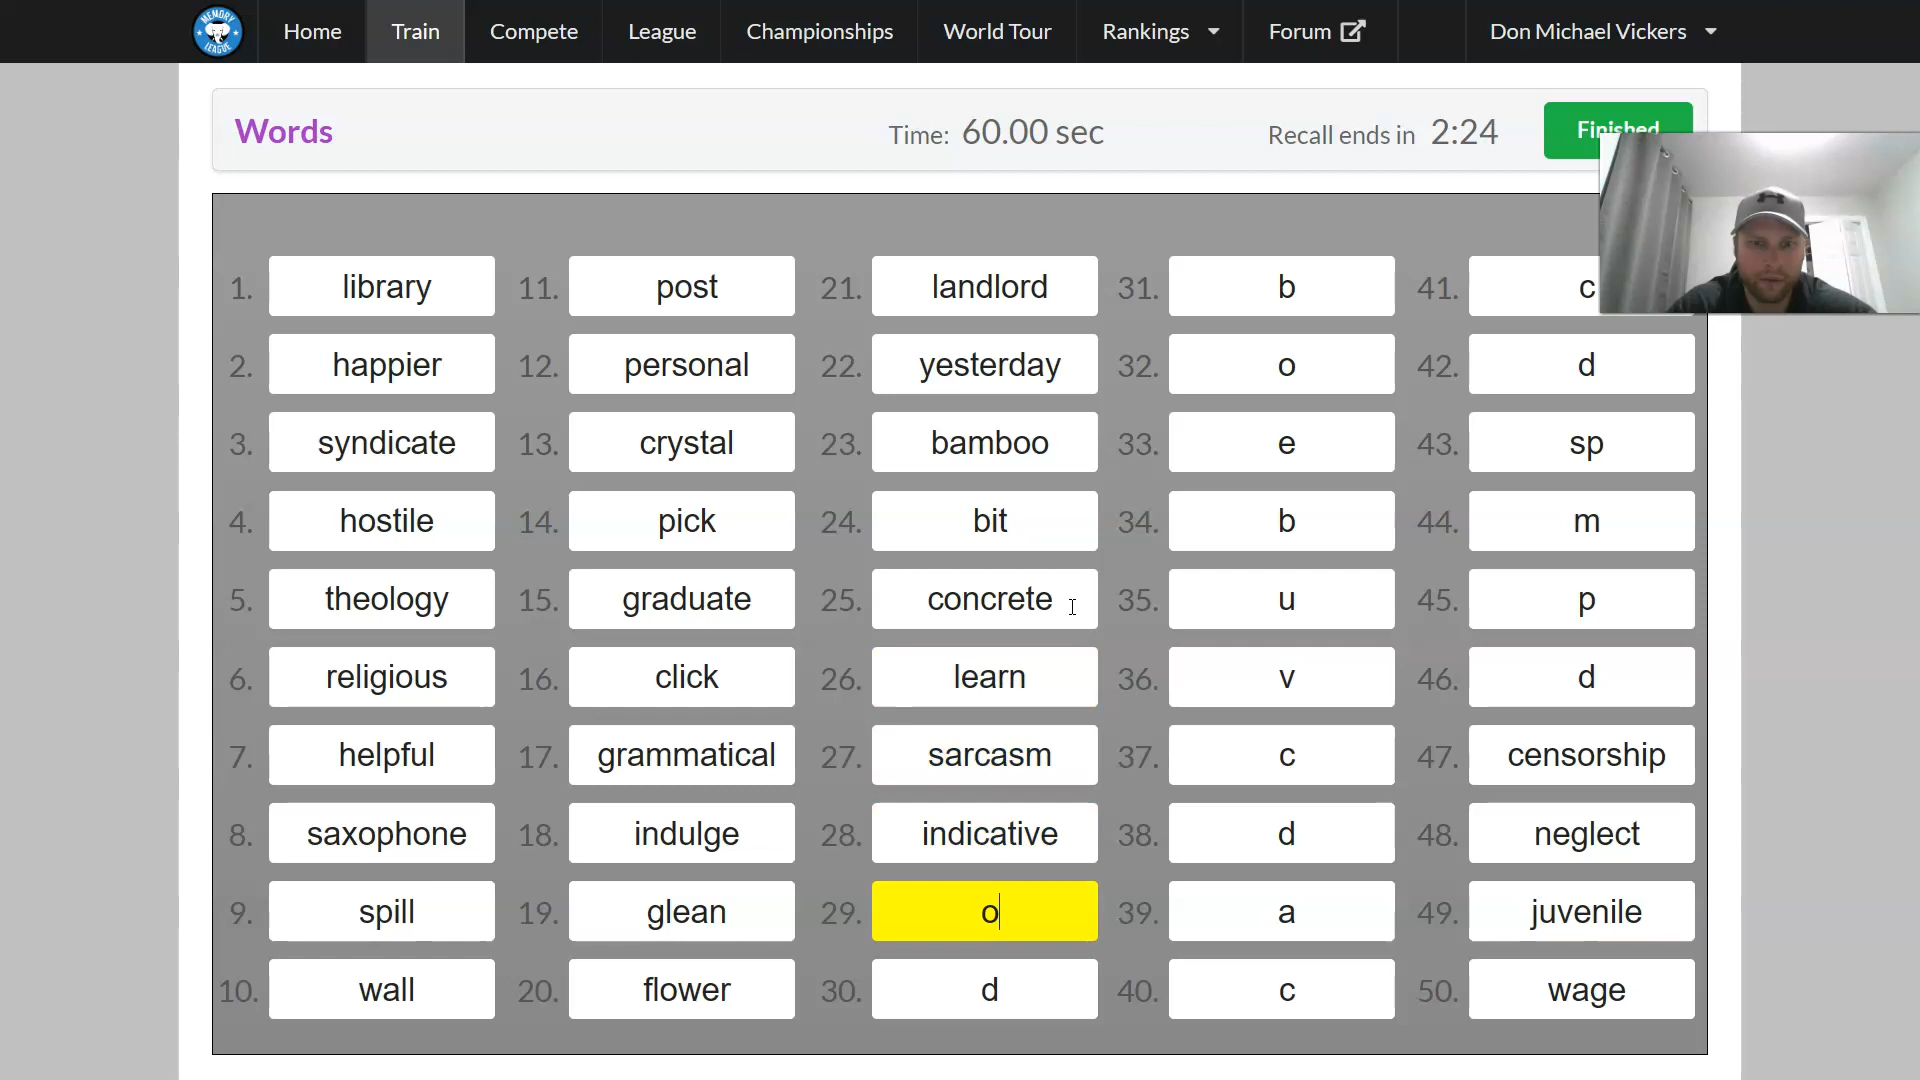 MEMORY LEAGUE Home Train Compete League Championships World Tour Rankings Forum Don Michael Vickers
Words Time: 60.00 sec Recall ends in 2:24 Finished
1. library 11. post 21. landlord 31. b 41. c
2. happier 12. personal 22. yesterday 32. o 42. d
3. syndicate 13. crystal 23. bamboo 33. e 43. sp
4. hostile 14. pick 24. bit 34. b 44. m
5. theology 15. graduate 25. concrete 35. u 45. p
6. religious 16. click 26. learn 36. v 46. d
7. helpful 17. grammatical 27. sarcasm 37. c 47. censorship
8. saxophone 18. indulge 28. indicative 38. d 48. neglect
9. spill 19. glean 29. o 39. a 49. juvenile
10. wall 20. flower 30. d 40. c 50. wage